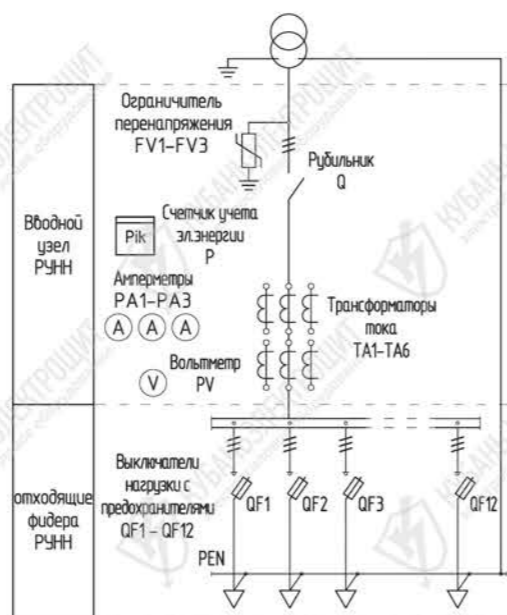 Ограничитель
перенапряжения
FV1-FV3
Рубильник
Q
Вводной
узел
РУНН
Pik
Счетчик учета
эл.энергии
P
Амперметры
PA1-PA3
A A A
Трансформаторы
тока
TA1-TA6
V
Вольтметр
PV
отходящие
фидера
РУНН
Выключатели
нагрузки с
предохранителями
QF1 - QF12
QF1 QF2 QF3 QF12
PEN